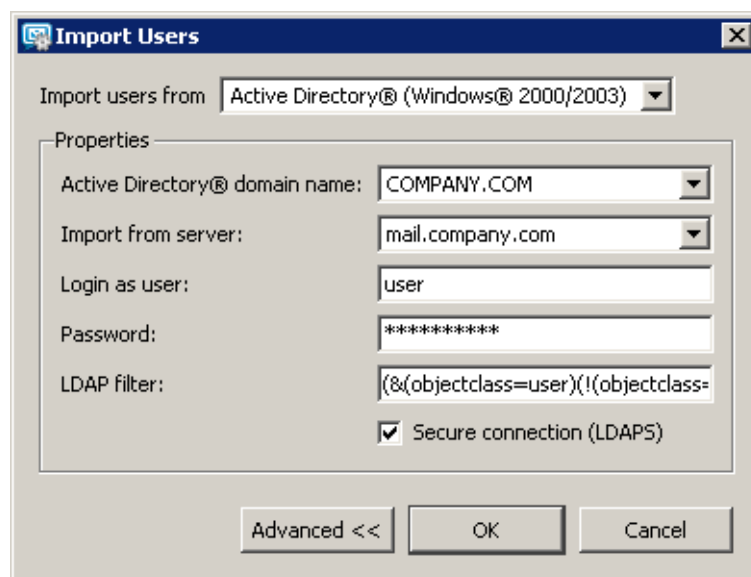 Import Users
Import users from Active Directory® (Windows® 2000/2003)
Properties
Active Directory® domain name: COMPANY.COM
Import from server: mail.company.com
Login as user: user
Password: **********
LDAP filter: (&(objectclass=user)(!(objectclass=
Secure connection (LDAPS)
Advanced << OK Cancel